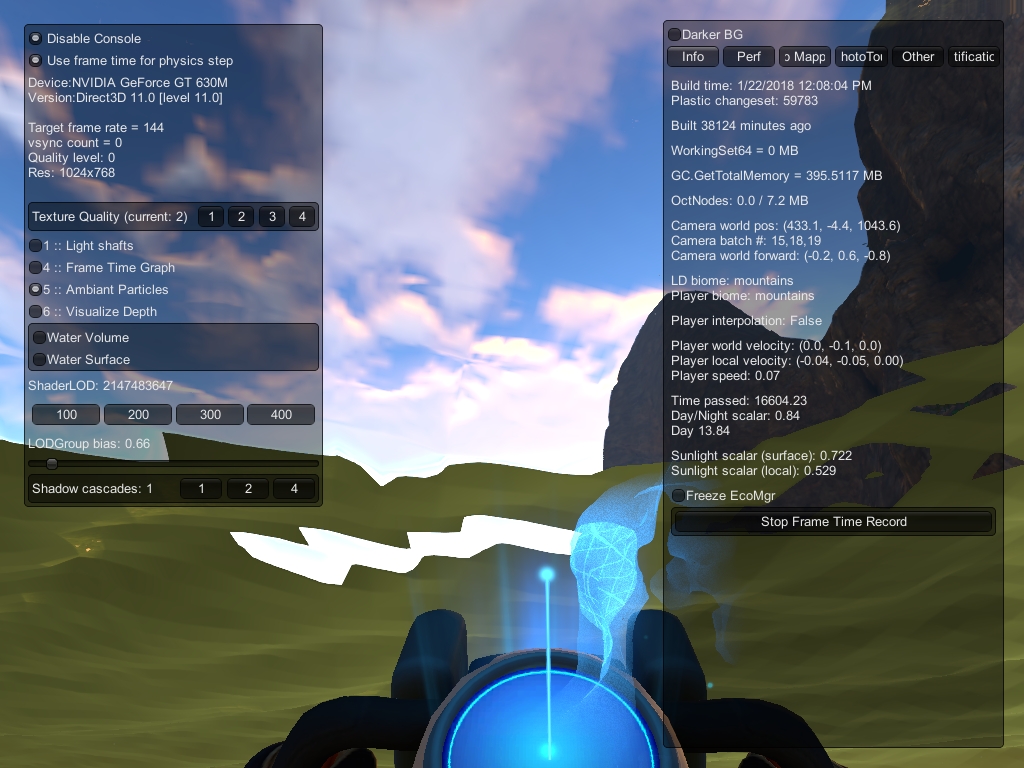 Disable Console
Use frame time for physics step
Device:NVIDIA GeForce GT 630M
Version:Direct3D 11.0 [level 11.0]
Target frame rate = 144
vsync count = 0
Quality level: 0
Res: 1024x768
Texture Quality (current: 2) 1 2 3 4
1 :: Light shafts
4 :: Frame Time Graph
5 :: Ambiant Particles
6 :: Visualize Depth
Water Volume
Water Surface
ShaderLOD: 2147483647
100 200 300 400
LODGroup bias: 0.66
Shadow cascades: 1 1 2 4
Darker BG
Info Perf o Mapp hotoToı Other tificatic
Build time: 1/22/2018 12:08:04 PM
Plastic changeset: 59783
Built 38124 minutes ago
WorkingSet64 = 0 MB
GC.GetTotalMemory = 395.5117 MB
OctNodes: 0.0 / 7.2 MB
Camera world pos: (433.1, -4.4, 1043.6)
Camera batch #: 15,18,19
Camera world forward: (-0.2, 0.6, -0.8)
LD biome: mountains
Player biome: mountains
Player interpolation: False
Player world velocity: (0.0, -0.1, 0.0)
Player local velocity: (-0.04, -0.05, 0.00)
Player speed: 0.07
Time passed: 16604.23
Day/Night scalar: 0.84
Day 13.84
Sunlight scalar (surface): 0.722
Sunlight scalar (local): 0.529
Freeze EcoMgr
Stop Frame Time Record